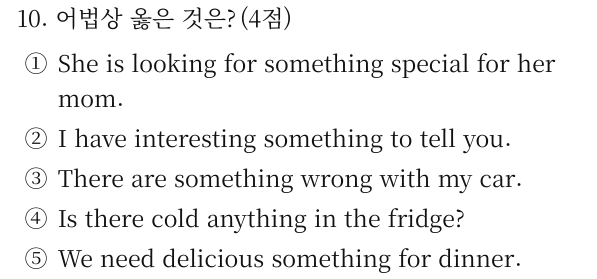 10. 어법상 옳은 것은? (4점)
① She is looking for something special for her
mom.
② I have interesting something to tell you.
③ There are something wrong with my car.
④ Is there cold anything in the fridge?
⑤ We need delicious something for dinner.